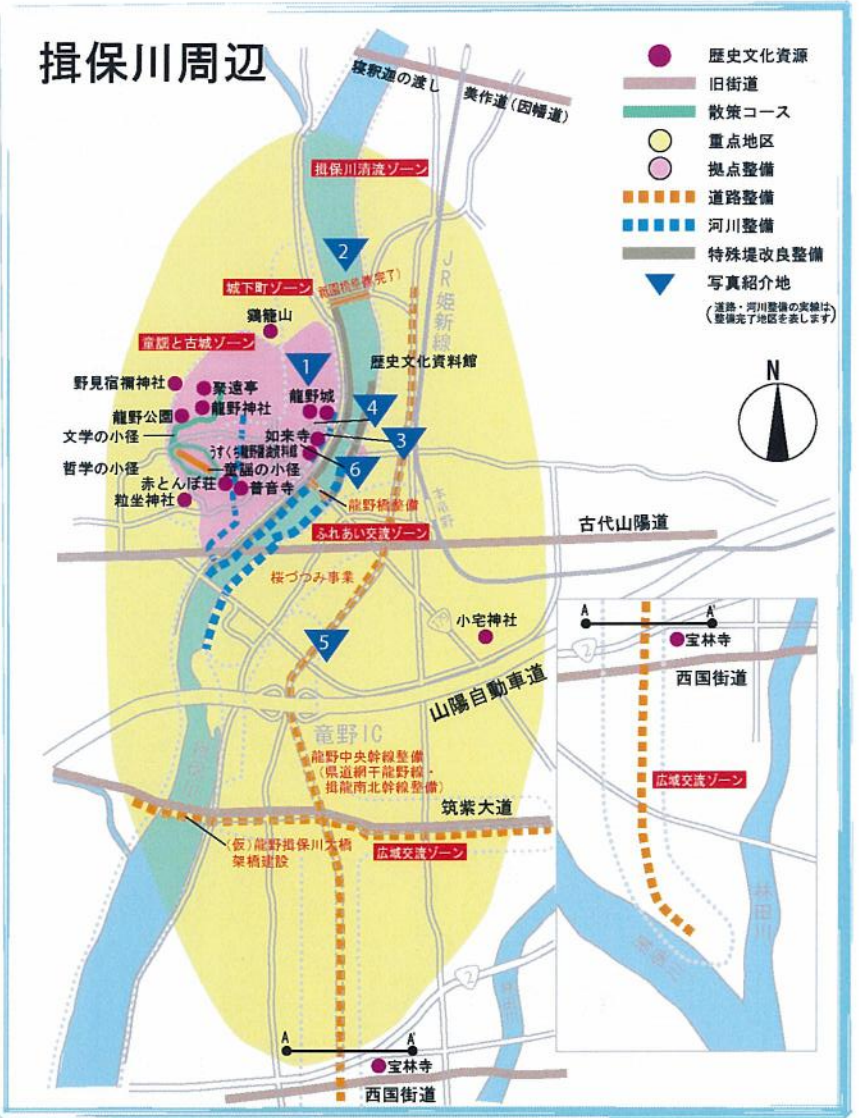 揖保川周辺
歴史文化資源
旧街道
散策コース
重点地区
拠点整備
道路整備
河川整備
特殊堤改良整備
写真紹介地
(道路・河川整備の実線は
整備完了地区を表します)
N
寝釈迦の渡し
美作道(因幡道)
揖保川清流ゾーン
2
JR姫新線
城下町ゾーン
鶏籠山
童謡と古城ゾーン
1
歴史文化資料館
野見宿禰神社
聚遠亭
龍野城
龍野公園
龍野神社
4
文学の小径
如来寺
3
うすくち龍野醤油資料館
6
哲学の小径
童謡の小径
赤とんぼ荘
普音寺
粒坐神社
本竜野
龍野橋整備
古代山陽道
ふれあい交流ゾーン
桜づつみ事業
小宅神社
5
2
山陽自動車道
竜野IC
龍野中央幹線整備
(県道網干龍野線・
揖龍南北幹線整備)
筑紫大道
(仮)龍野揖保川大橋
架橋建設
広域交流ゾーン
2
A
A'
宝林寺
西国街道
A
A'
宝林寺
西国街道
広域交流ゾーン
林田川